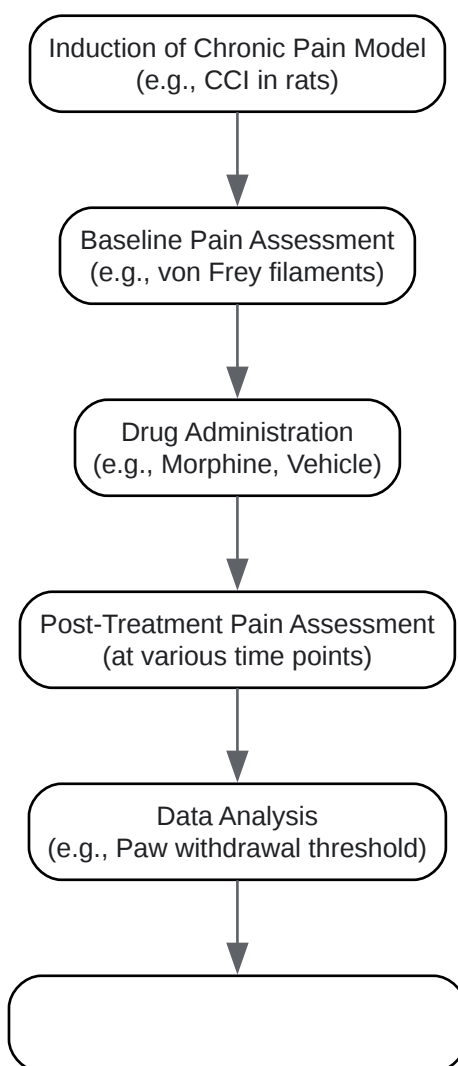 Induction of Chronic Pain Model
(e.g., CCI in rats)
Baseline Pain Assessment
(e.g., von Frey filaments)
Drug Administration
(e.g., Morphine, Vehicle)
Post-Treatment Pain Assessment
(at various time points)
Data Analysis
(e.g., Paw withdrawal threshold)